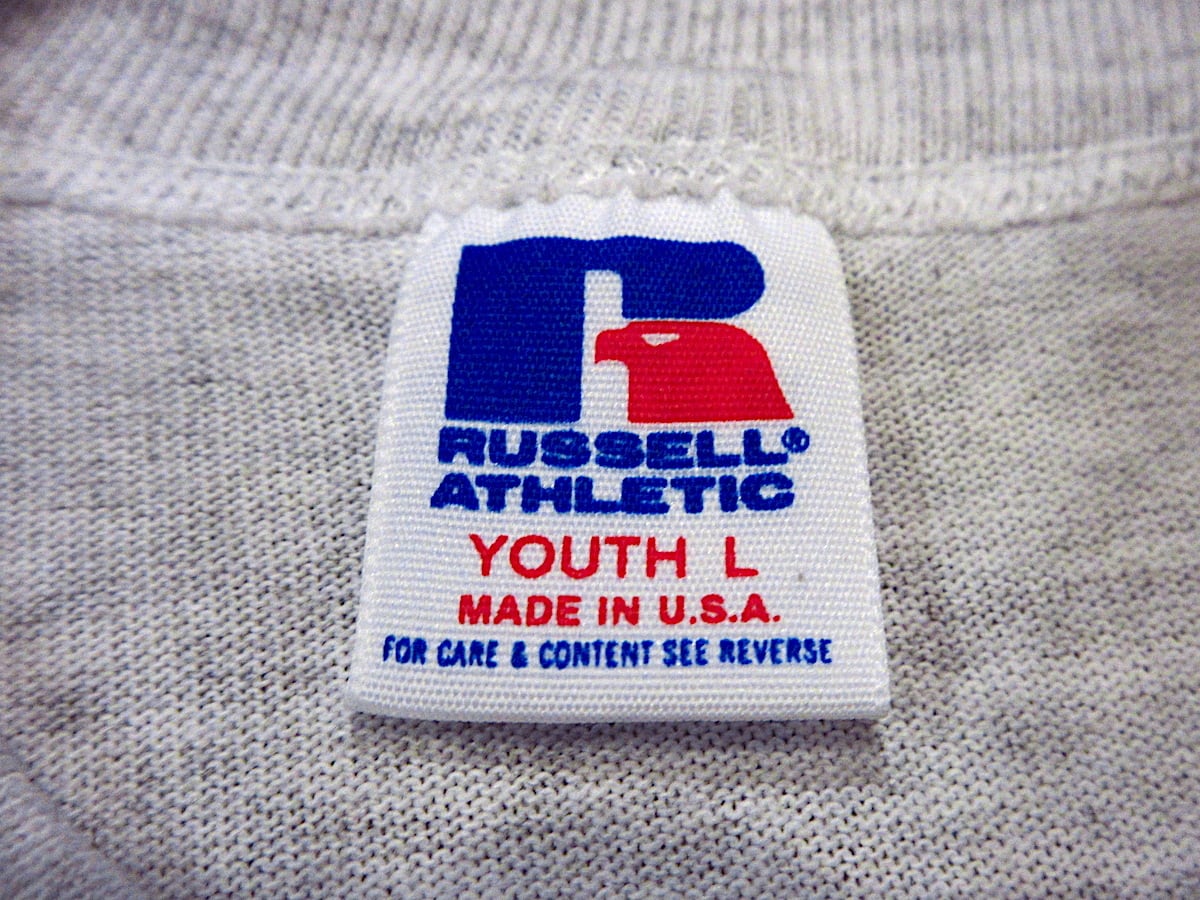 RUSSELL®
ATHLETIC
YOUTH L
MADE IN U.S.A.
FOR CARE & CONTENT SEE REVERSE